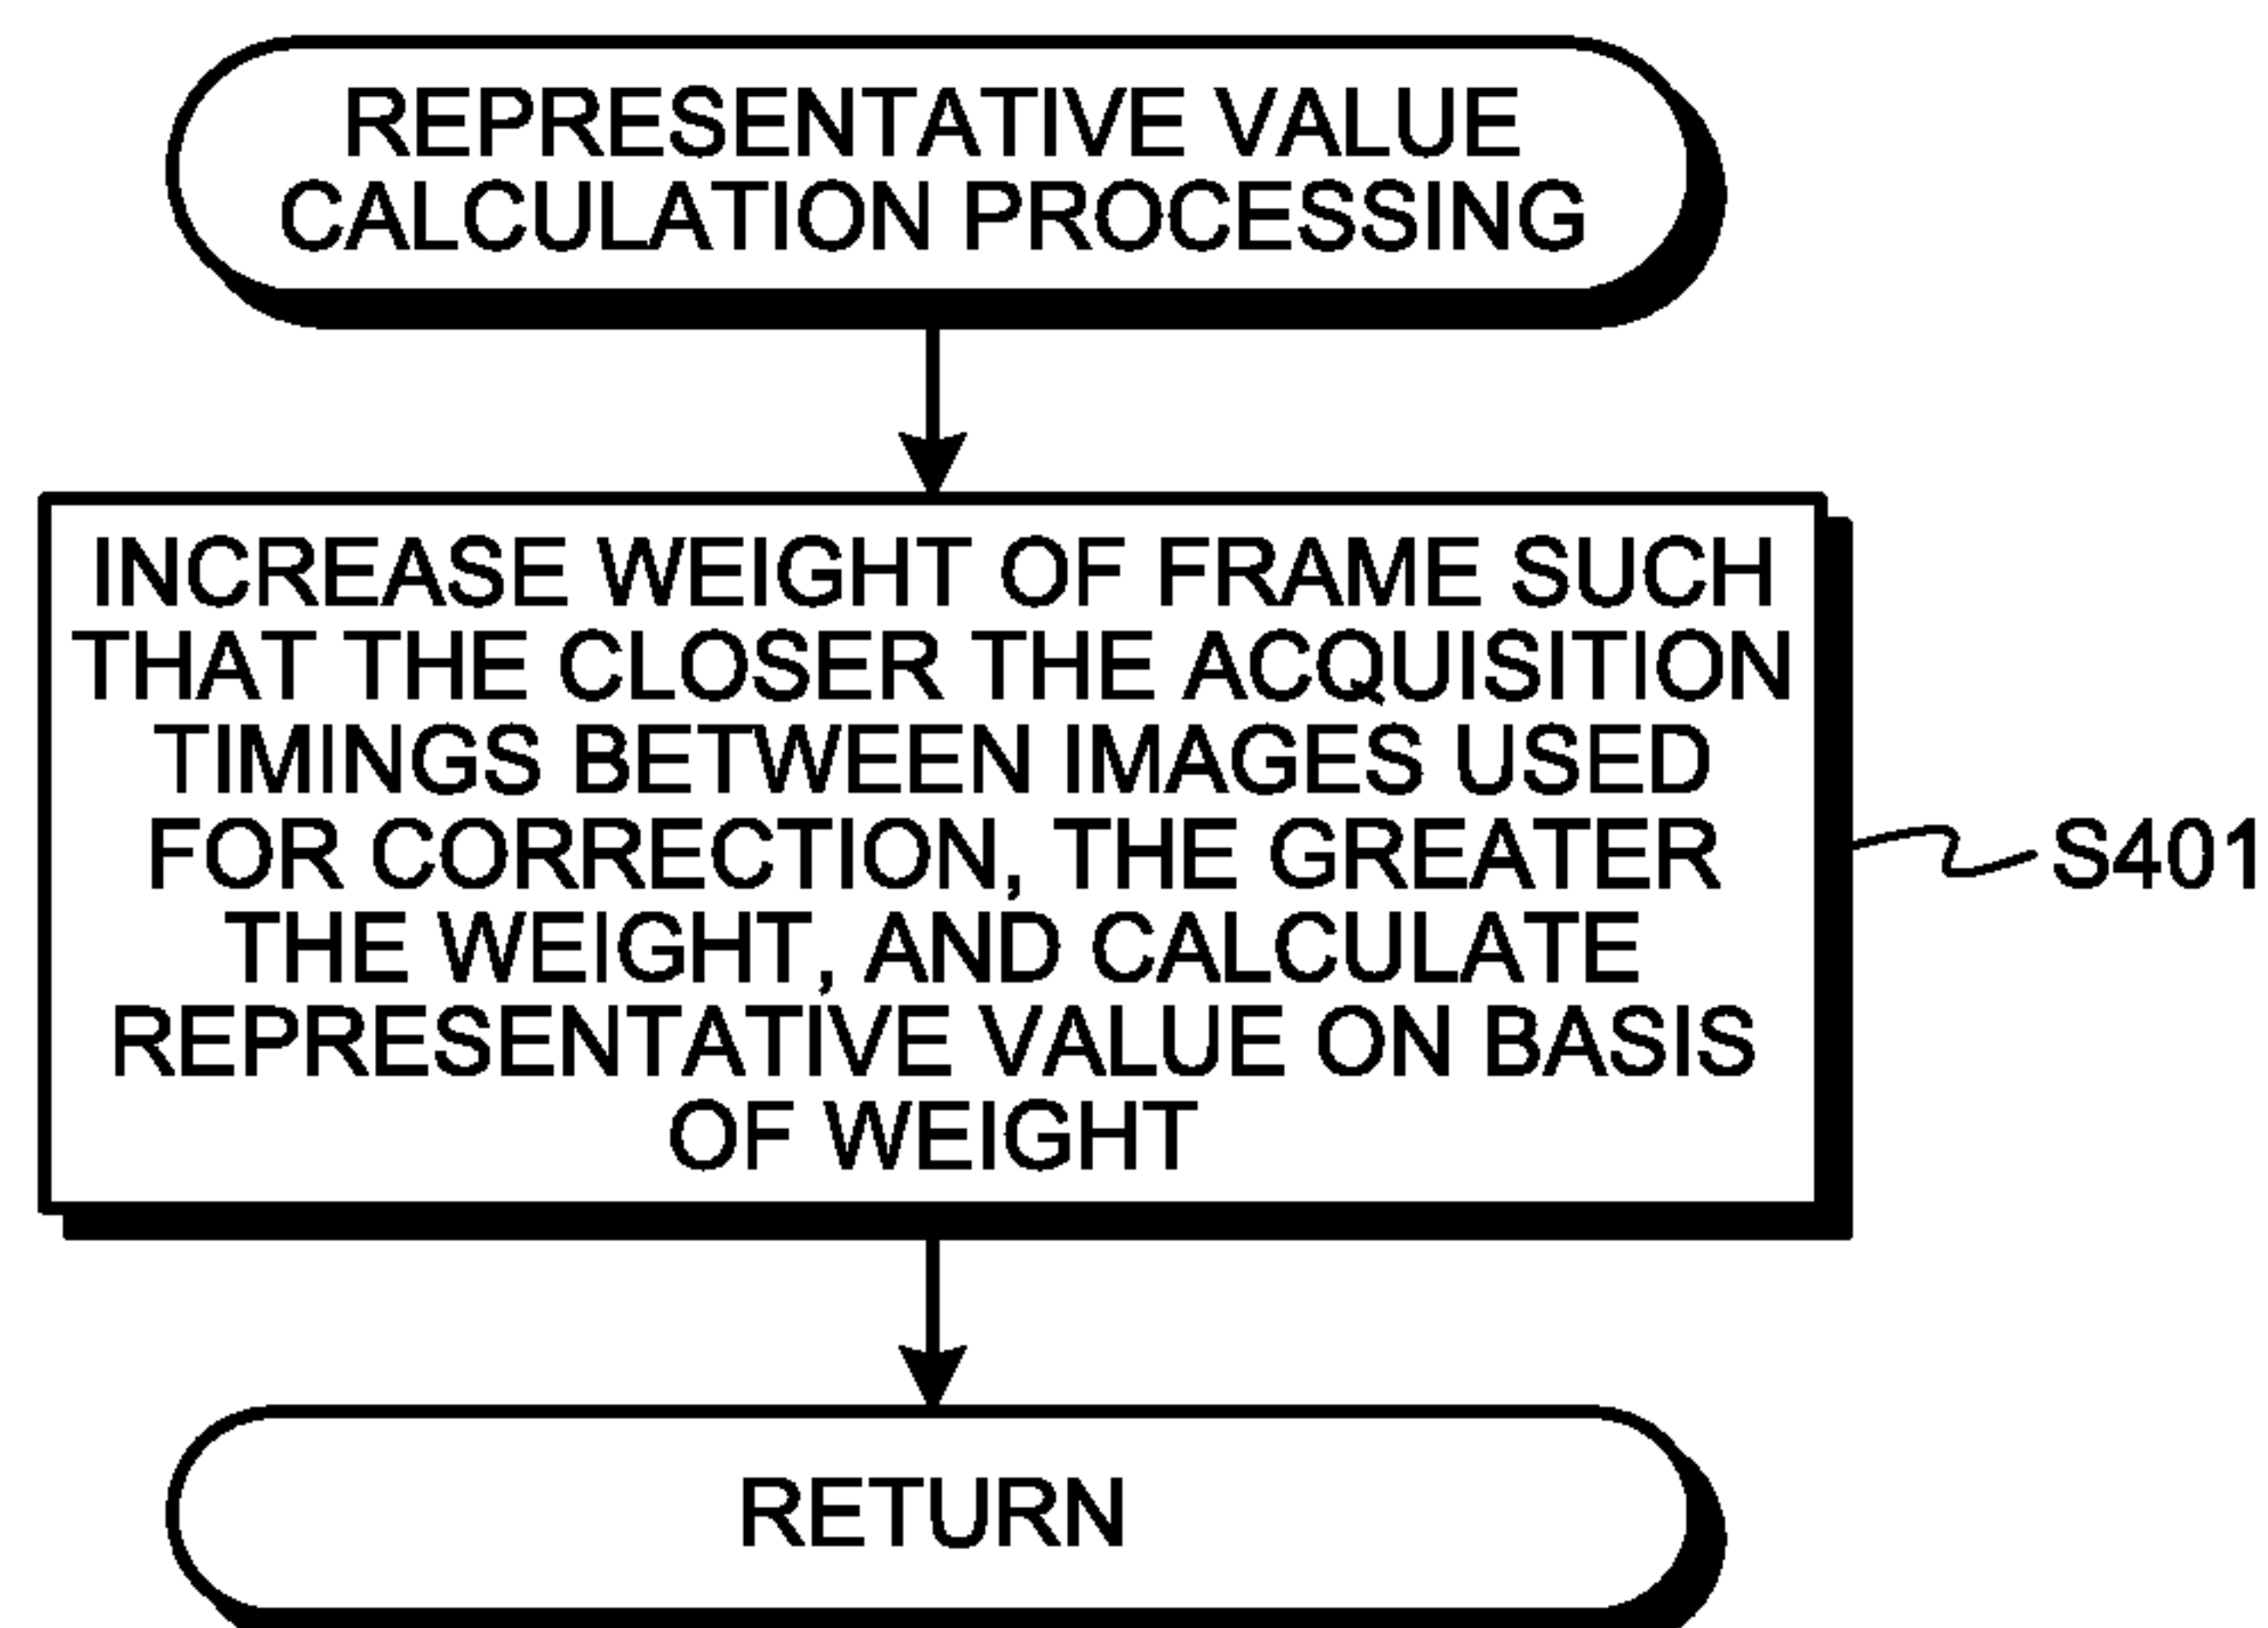 REPRESENTATIVE VALUE
CALCULATION PROCESSING
INCREASE WEIGHT OF FRAME SUCH
THAT THE CLOSER THE ACQUISITION
TIMINGS BETWEEN IMAGES USED
FOR CORRECTION, THE GREATER
THE WEIGHT, AND CALCULATE
REPRESENTATIVE VALUE ON BASIS
OF WEIGHT
S401
RETURN